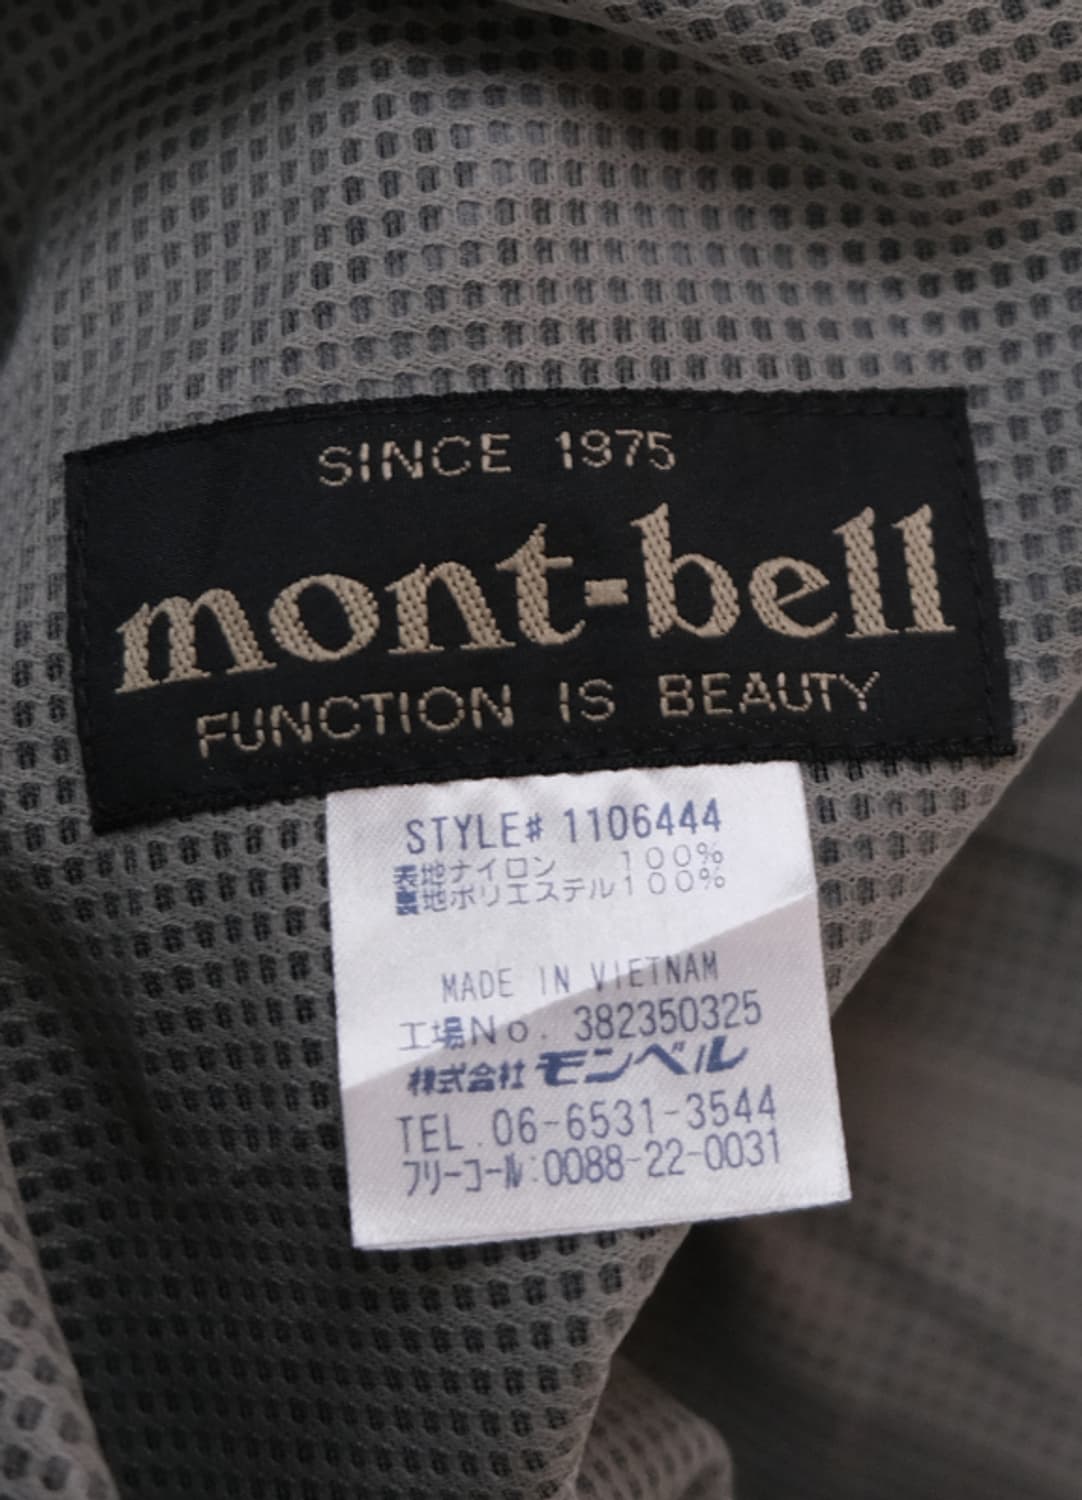 SINCE 1975
mont-bell
FUNCTION IS BEAUTY
STYLE# 1106444
表地ナイロン 100%
裏地ポリエステル100%
MADE IN VIETNAM
工場No. 382350325
株式会社モンベル
TEL.06-6531-3544
フリーコール:0088-22-0031